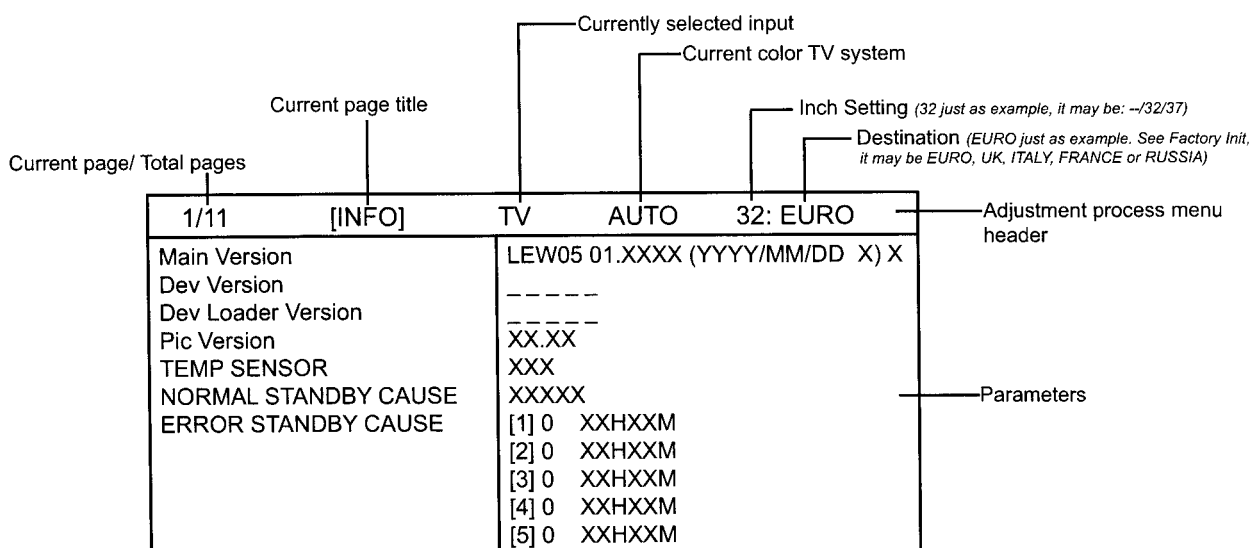 Currently selected input
Current color TV system
Current page title
Inch Setting (32 just as example, it may be: --/32/37)
Destination (EURO just as example. See Factory Init,
it may be EURO, UK, ITALY, FRANCE or RUSSIA)
Current page/ Total pages
1/11 [INFO] TV AUTO 32: EURO
Adjustment process menu
header
Main Version LEW05 01.XXXX (YYYY/MM/DD X) X
Dev Version _ _ _ _ _
Dev Loader Version _ _ _ _ _
Pic Version XX.XX
TEMP SENSOR XXX
NORMAL STANDBY CAUSE XXXXX
Parameters
ERROR STANDBY CAUSE [1] 0 XXHXXM
[2] 0 XXHXXM
[3] 0 XXHXXM
[4] 0 XXHXXM
[5] 0 XXHXXM